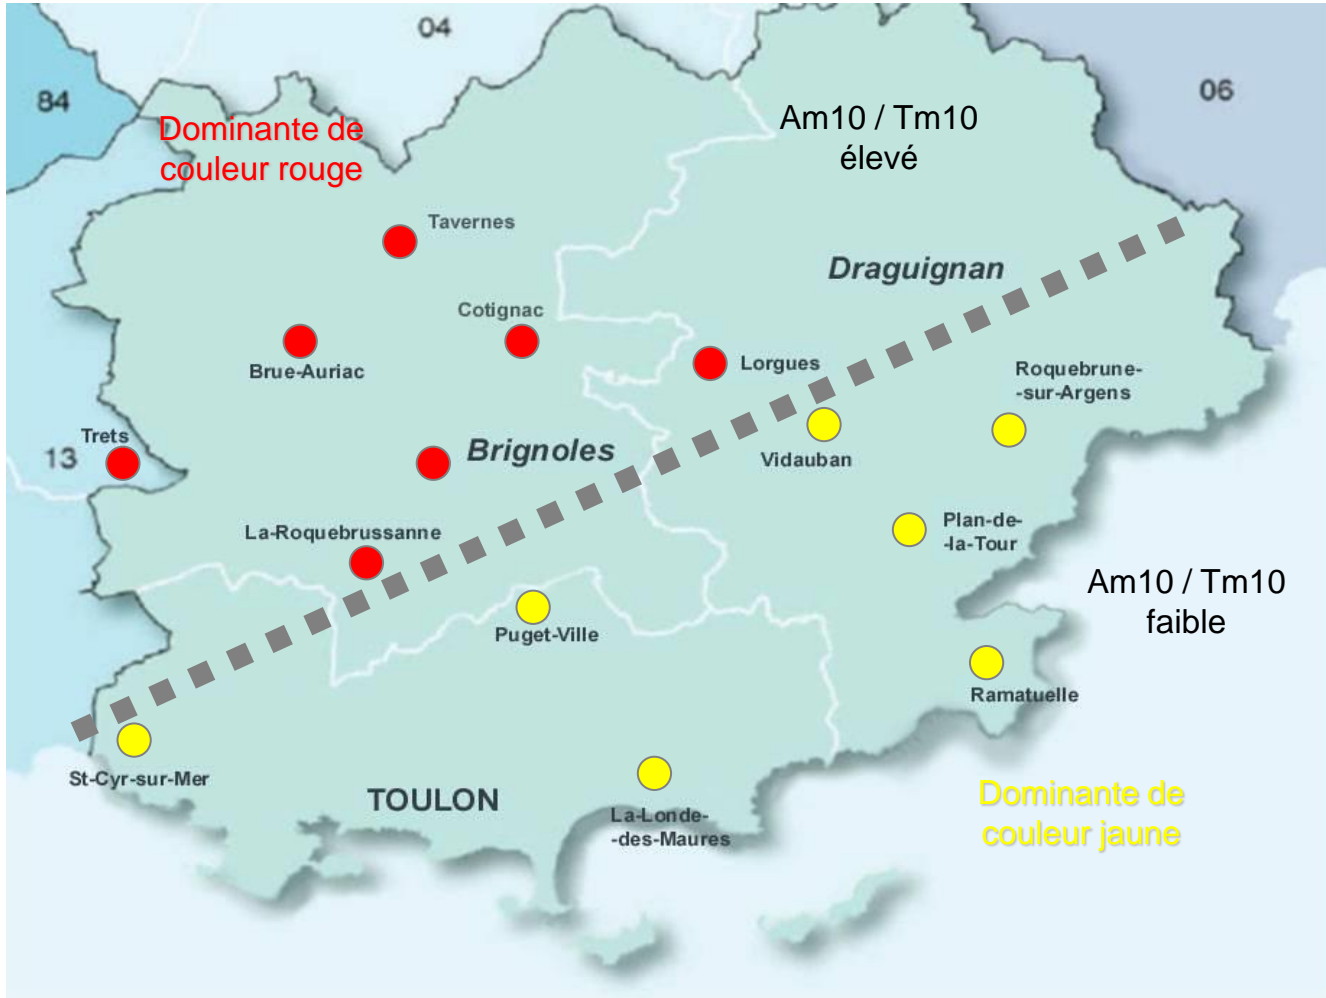 04
84
06
Dominante de
couleur rouge
Am10 / Tm10
élevé
Tavernes
Draguignan
Cotignac
Brue-Auriac
Lorgues
Roquebrune-
-sur-Argens
Trets
13
Brignoles
Vidauban
La-Roquebrussanne
Plan-de-
-la-Tour
Am10 / Tm10
faible
Puget-Ville
Ramatuelle
St-Cyr-sur-Mer
TOULON
La-Londe-
-des-Maures
Dominante de
couleur jaune